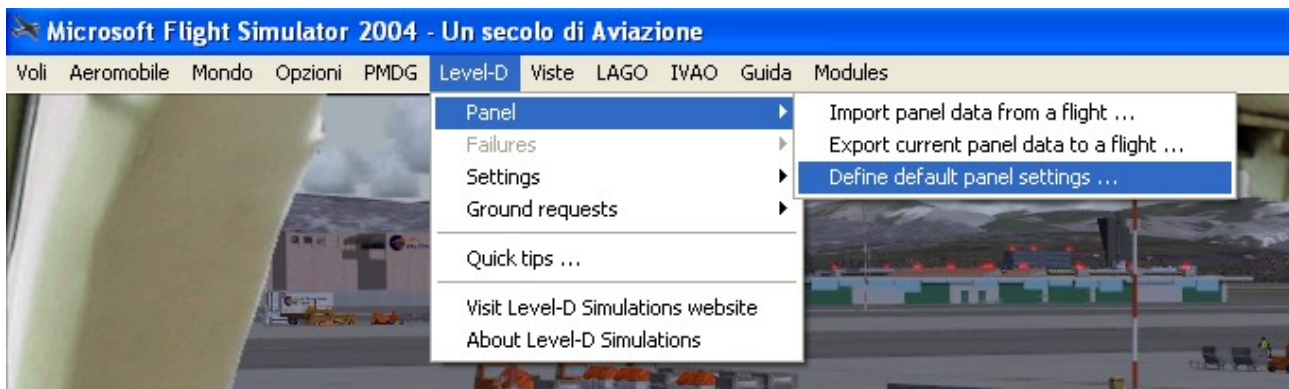 Microsoft Flight Simulator 2004 - Un secolo di Aviazione
Voli Aeromobile Mondo Opzioni PMDG Level-D Viste LAGO IVAO Guida Modules
Panel
Failures
Settings
Ground requests
Quick tips ...
Visit Level-D Simulations website
About Level-D Simulations
Import panel data from a flight ...
Export current panel data to a flight ...
Define default panel settings ...